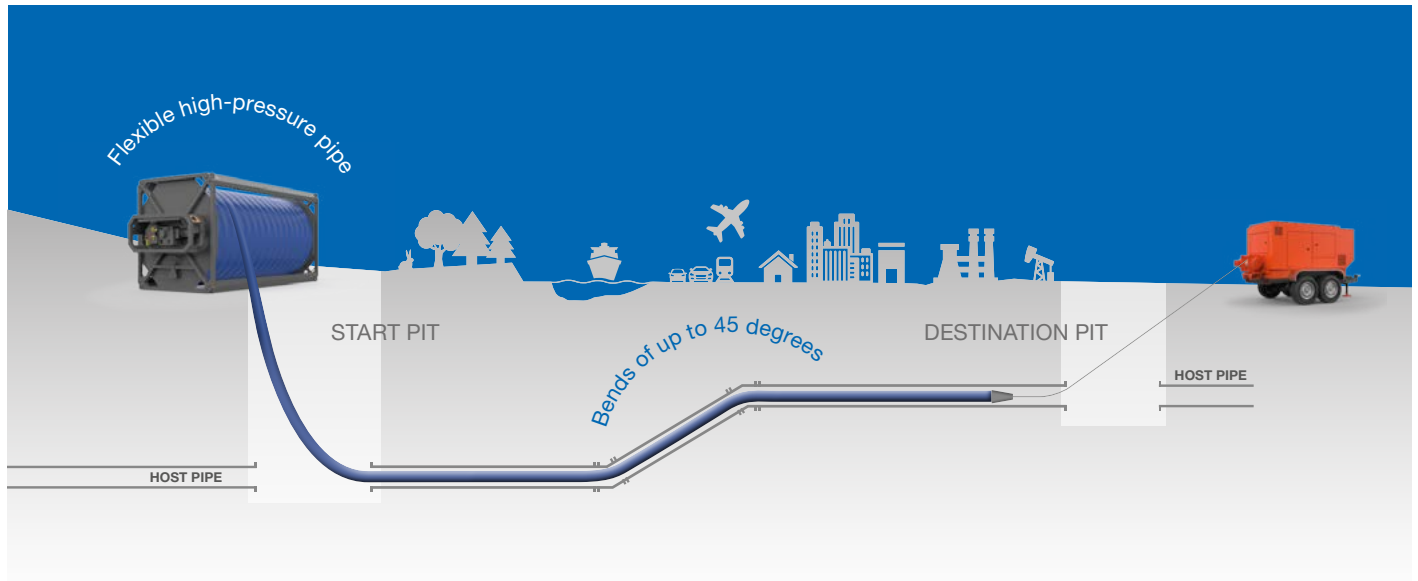 Flexible high-pressure pipe
START PIT
Bends of up to 45 degrees
DESTINATION PIT
HOST PIPE
HOST PIPE